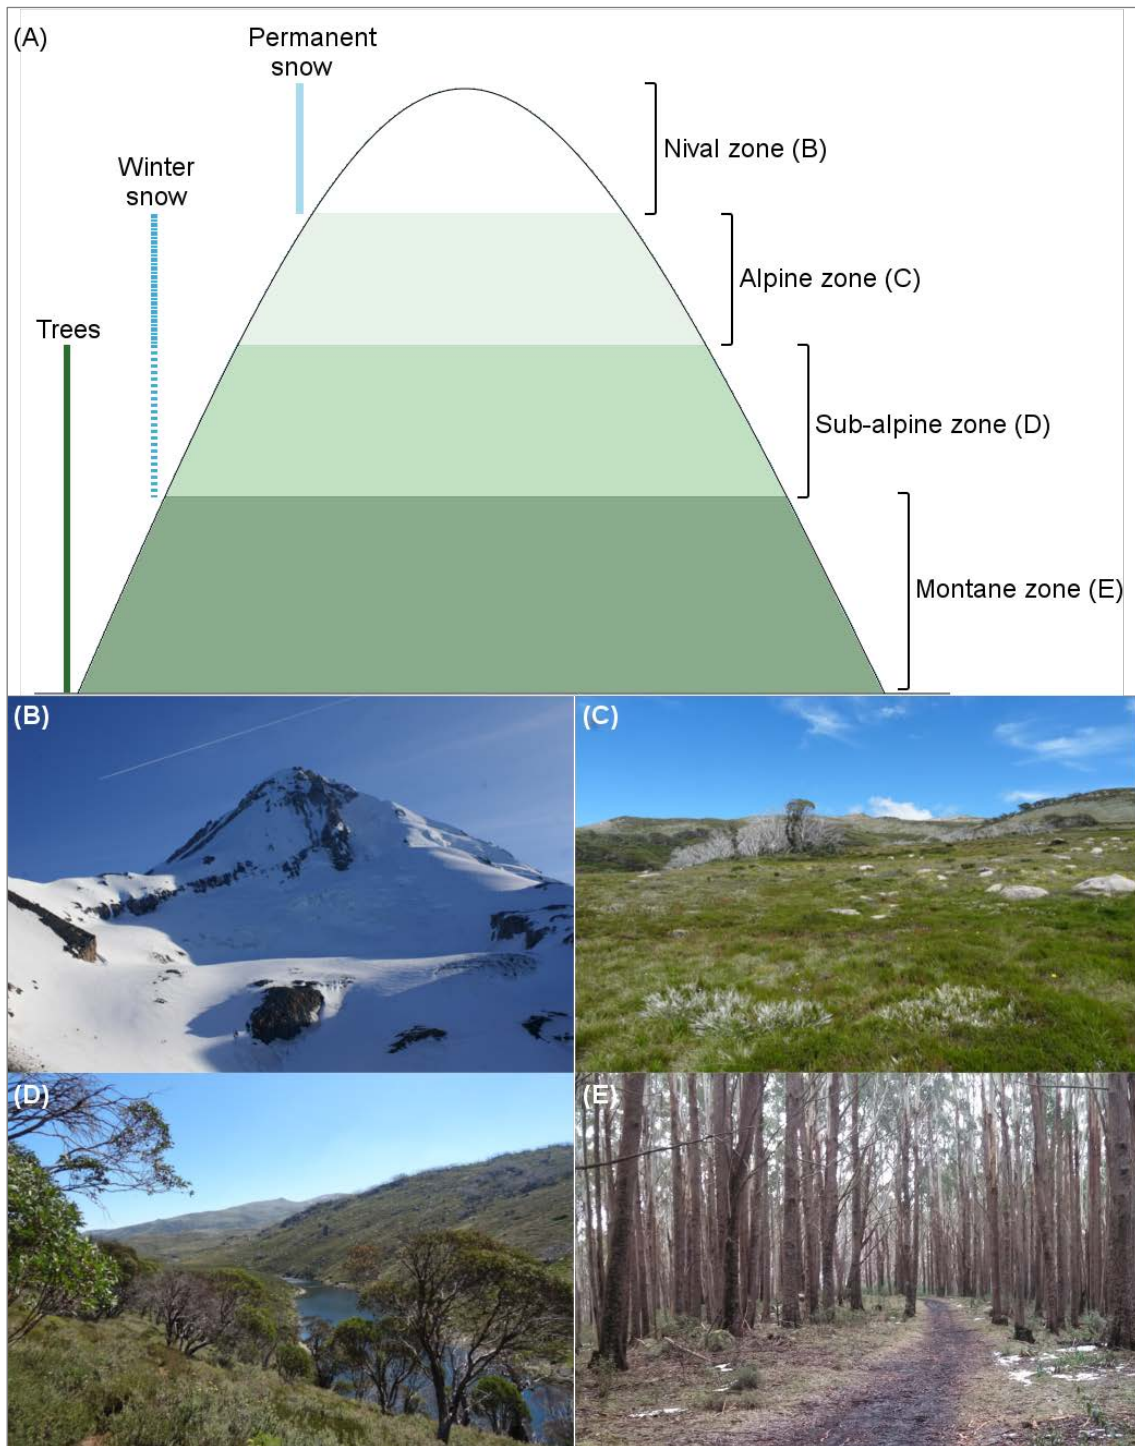 (A)
Permanent
snow
Nival zone (B)
Winter
snow
Alpine zone (C)
Trees
Sub-alpine zone (D)
Montane zone (E)
(B)
(C)
(D)
(E)